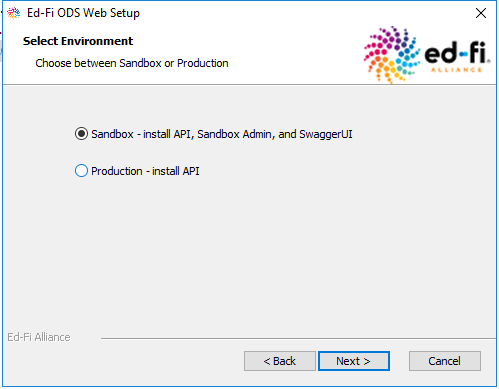 Ed-Fi ODS Web Setup
Select Environment
Choose between Sandbox or Production
ed-fi.
ALLIANCE
Sandbox - install API, Sandbox Admin, and SwaggerUI
Production - install API
Ed-Fi Alliance
< Back
Next >
Cancel